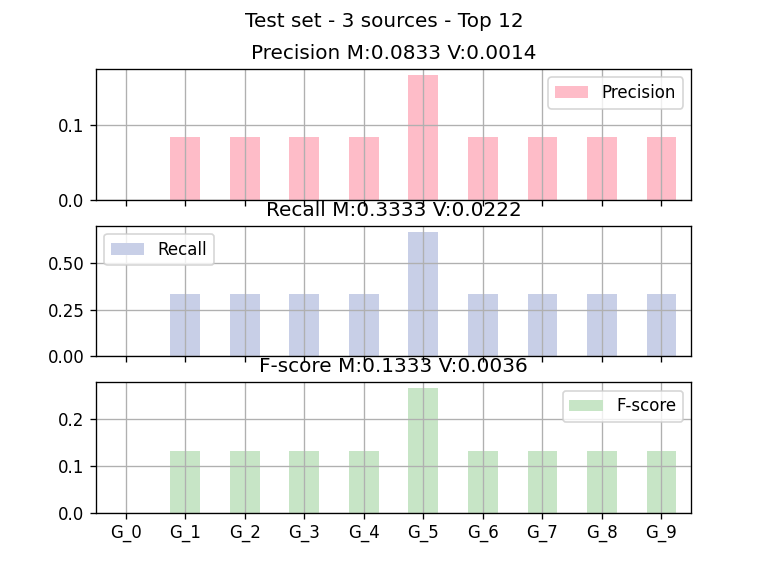 Test set - 3 sources - Top 12
Precision M:0.0833 V:0.0014
Precision
0.1
0.0
Recall M:0.3333 V:0.0222
Recall
0.50
0.25
0.00
F-score M:0.1333 V:0.0036
F-score
0.2
0.1
0.0
G_0 G_1 G_2 G_3 G_4 G_5 G_6 G_7 G_8 G_9